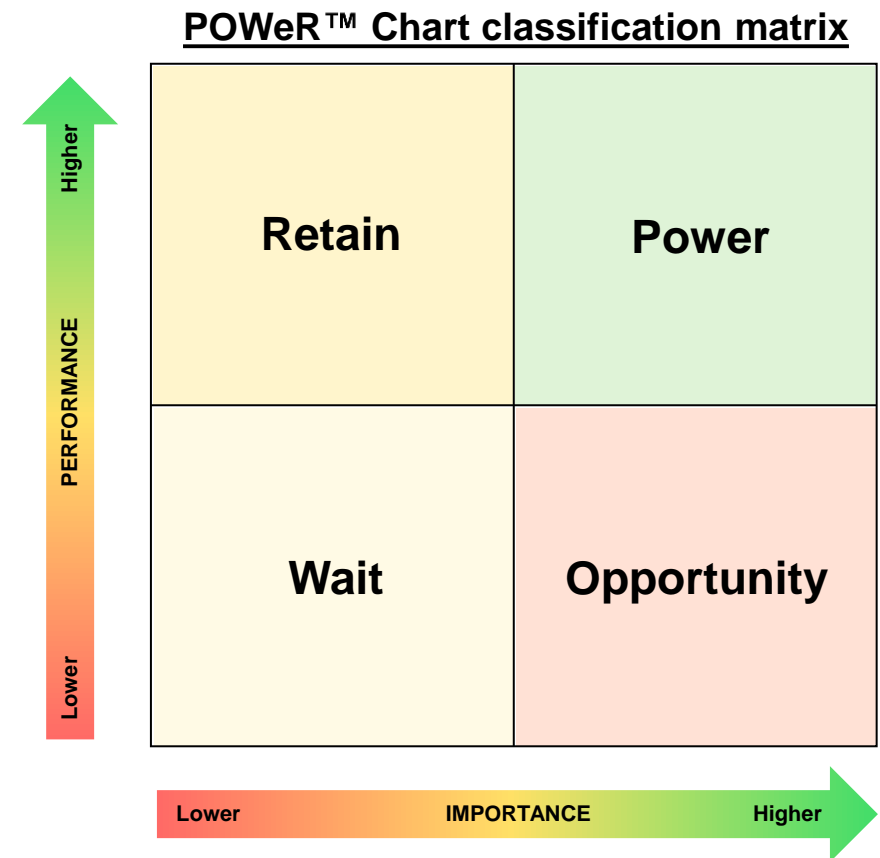 POWeR™ Chart classification matrix
Higher
PERFORMANCE
Lower
Retain
Power
Wait
Opportunity
Lower
IMPORTANCE
Higher